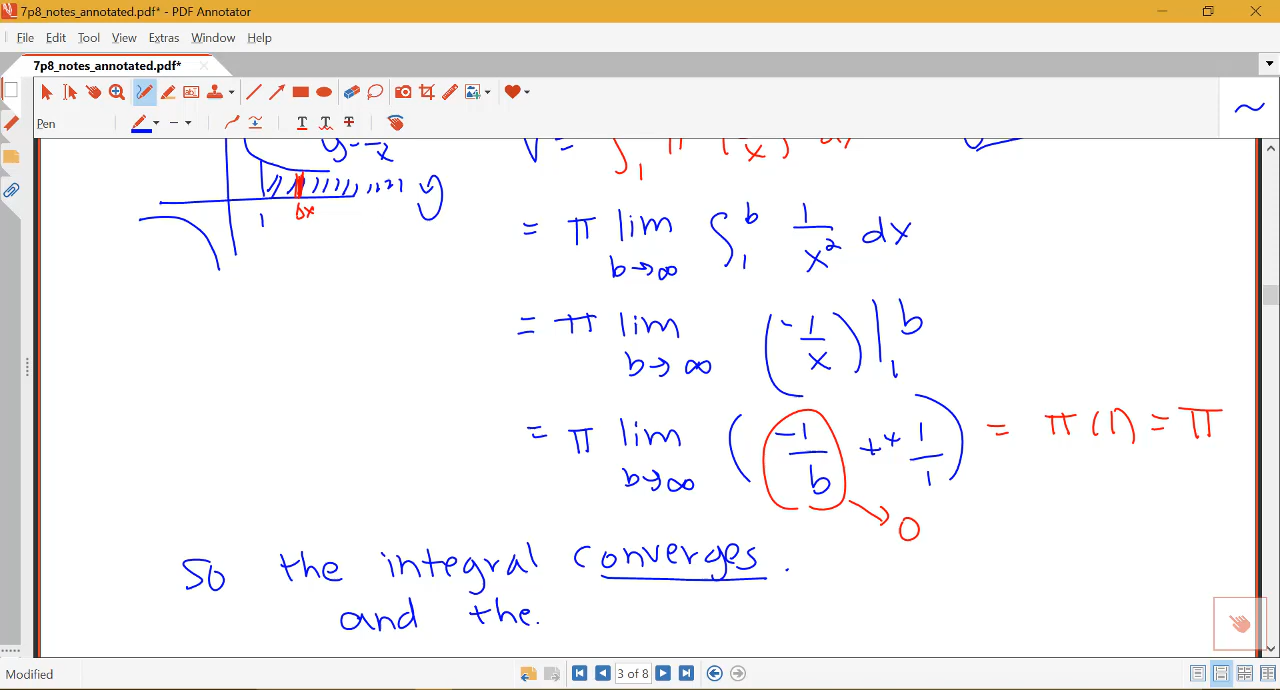 7p8_notes_annotated.pdf* - PDF Annotator
File Edit Tool View Extras Window Help
7p8_notes_annotated.pdf*
Pen
1 Δx
= π lim b→∞ ∫₁ᵇ 1/x² dx
= π lim b→∞ (-1/x) |₁ᵇ
= π lim b→∞ (-1/b + + 1/1) = π(1) = π
→ 0
So the integral converges.
and the
Modified 3 of 8